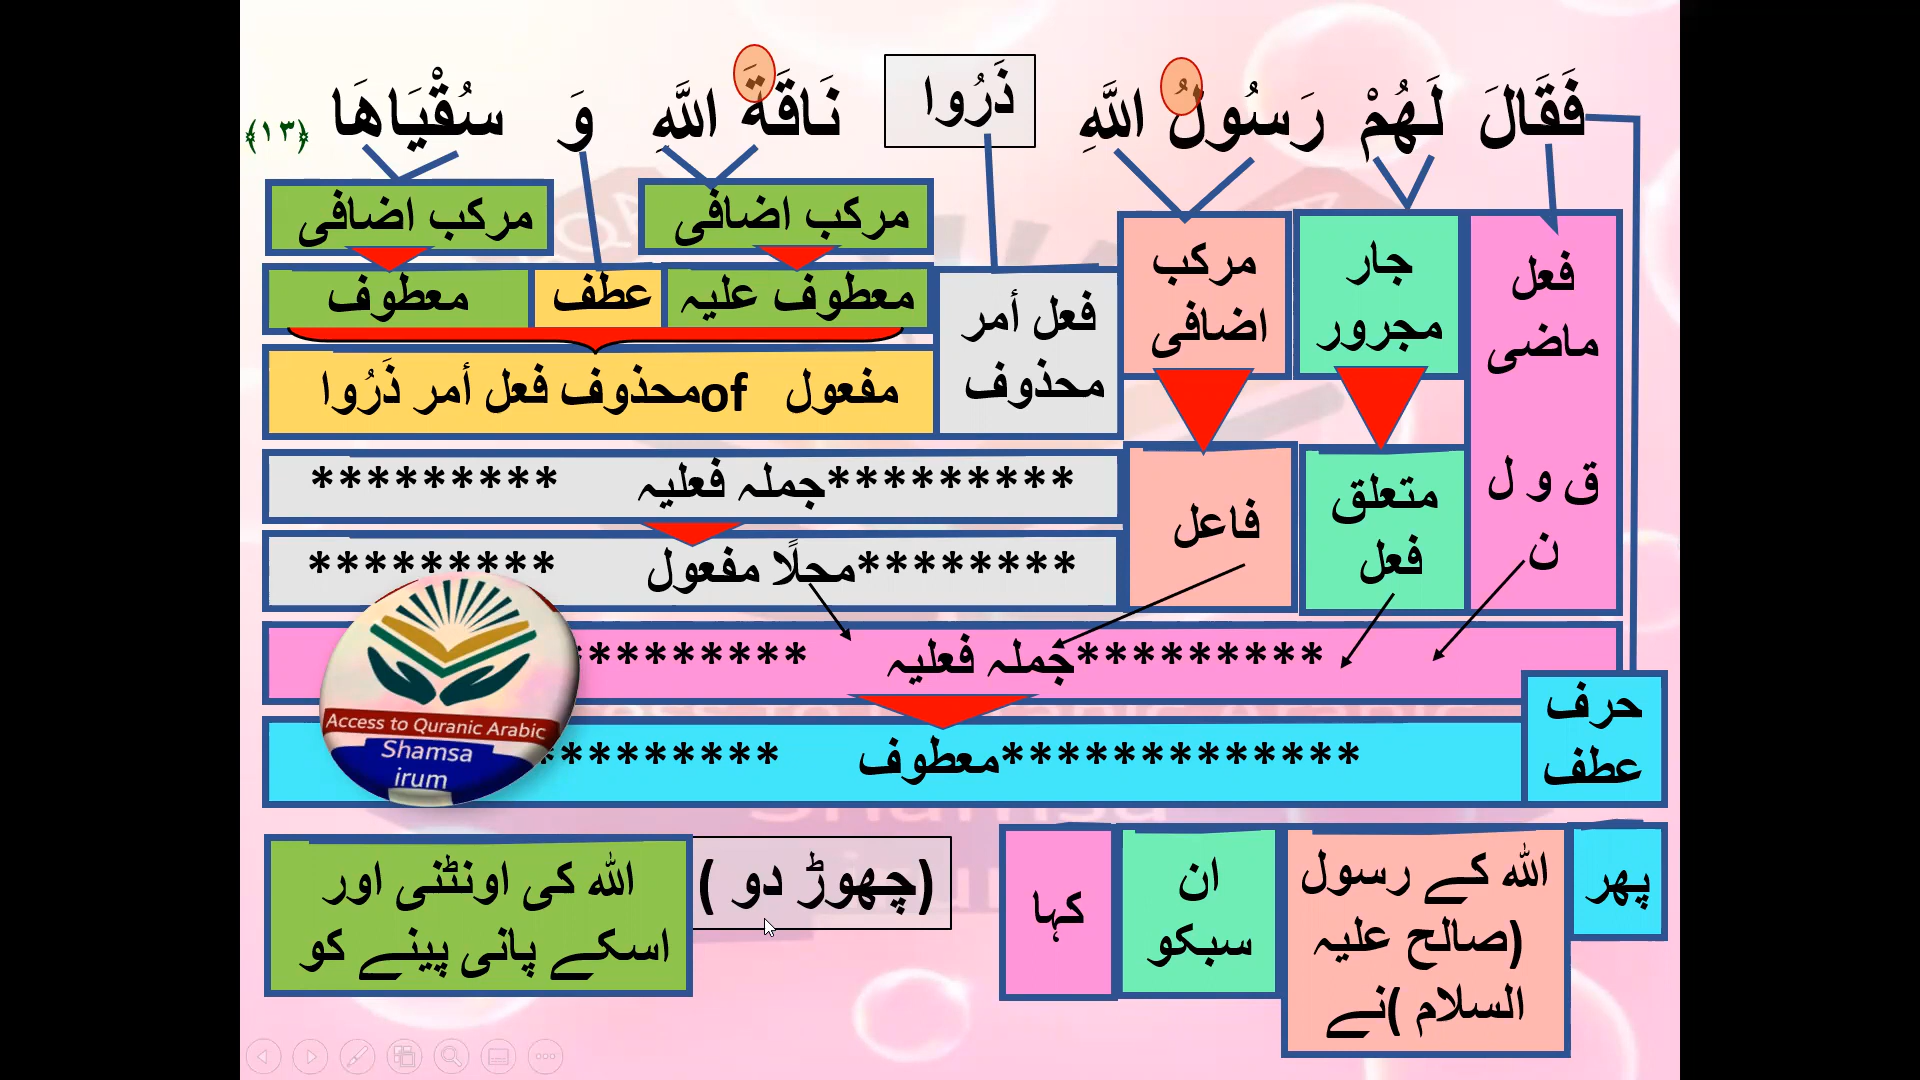 فَقَالَ لَهُمْ رَسُولُ اللَّهِ ذَرُوا نَاقَةَ اللَّهِ وَ سُقْيَاهَا ﴿١٣﴾
مرکب اضافی مرکب اضافی
معطوف علیہ عطف معطوف
فعل ماضی
ق و ل
ن
جار مجرور
مرکب اضافی
فعل أمر محذوف
مفعول ofمحذوف فعل أمر ذَرُوا
متعلق فعل
فاعل
*********جملہ فعلیہ *********
********محلًا مفعول *********
*********جملہ فعلیہ ********
*************معطوف *********
حرف عطف
Access to Quranic Arabic
Shamsa
irum
پھر
اللہ کے رسول
(صالح علیہ
السلام )نے
ان
سبکو
کہا
(چھوڑ دو )
اللہ کی اونٹنی اور
اسکے پانی پینے کو